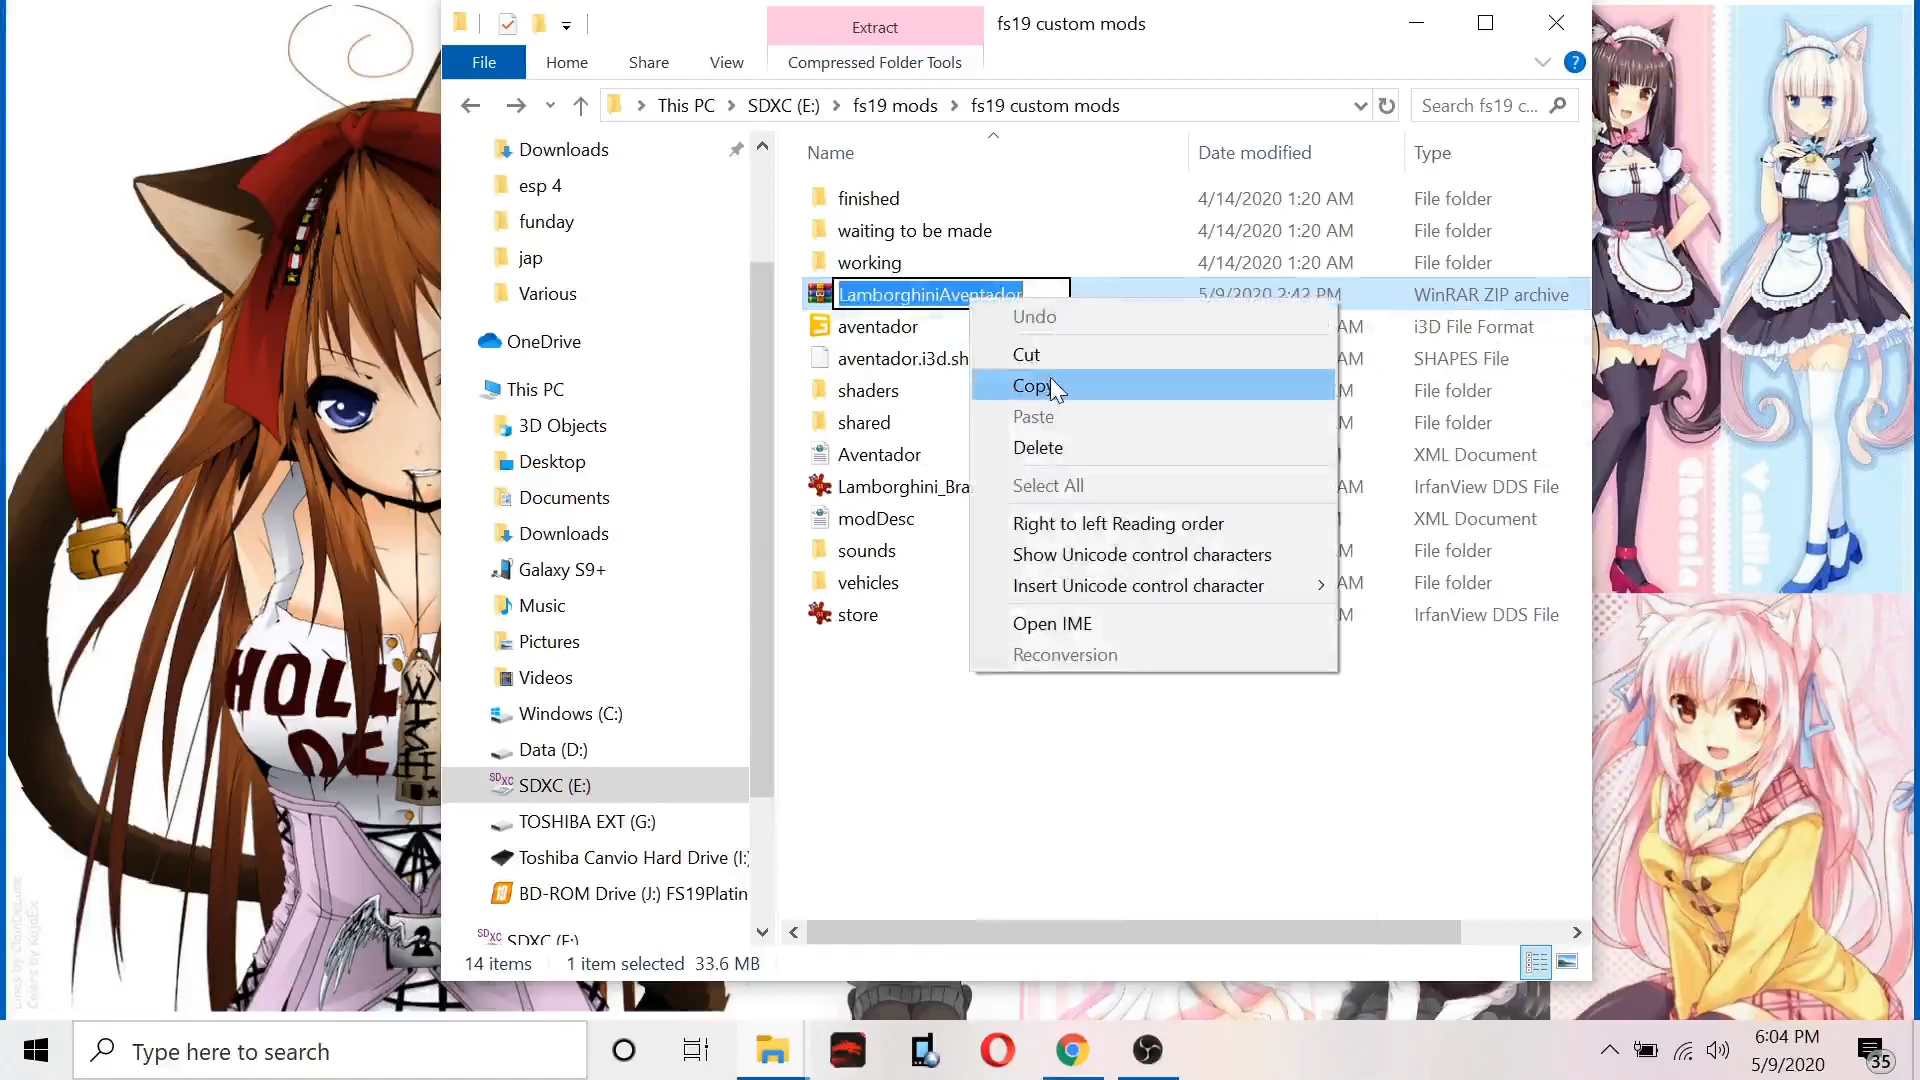 Extract
fs19 custom mods
File
Home
Share
View
Compressed Folder Tools
This PC
SDXC (E:)
fs19 mods
fs19 custom mods
Search fs19 c...
Downloads
esp 4
funday
jap
Various
OneDrive
This PC
3D Objects
Desktop
Documents
Downloads
Galaxy S9+
Music
Pictures
Videos
Windows (C:)
Data (D:)
SDXC (E:)
TOSHIBA EXT (G:)
Toshiba Canvio Hard Drive (I:)
BD-ROM Drive (J:) FS19Platin
SDXC (E:)
Name Date modified Type
finished 4/14/2020 1:20 AM File folder
waiting to be made 4/14/2020 1:20 AM File folder
working 4/14/2020 1:20 AM File folder
LamborghiniAventador 5/9/2020 2:42 PM WinRAR ZIP archive
aventador AM i3D File Format
aventador.i3d.sh SHAPES File
shaders M File folder
shared M File folder
Aventador XML Document
Lamborghini_Bra AM IrfanView DDS File
modDesc XML Document
sounds M File folder
vehicles AM File folder
store M IrfanView DDS File
Undo
Cut
Copy
Paste
Delete
Select All
Right to left Reading order
Show Unicode control characters
Insert Unicode control character
Open IME
Reconversion
14 items 1 item selected 33.6 MB
Type here to search
6:04 PM
5/9/2020
35
Chocola
Vanilla